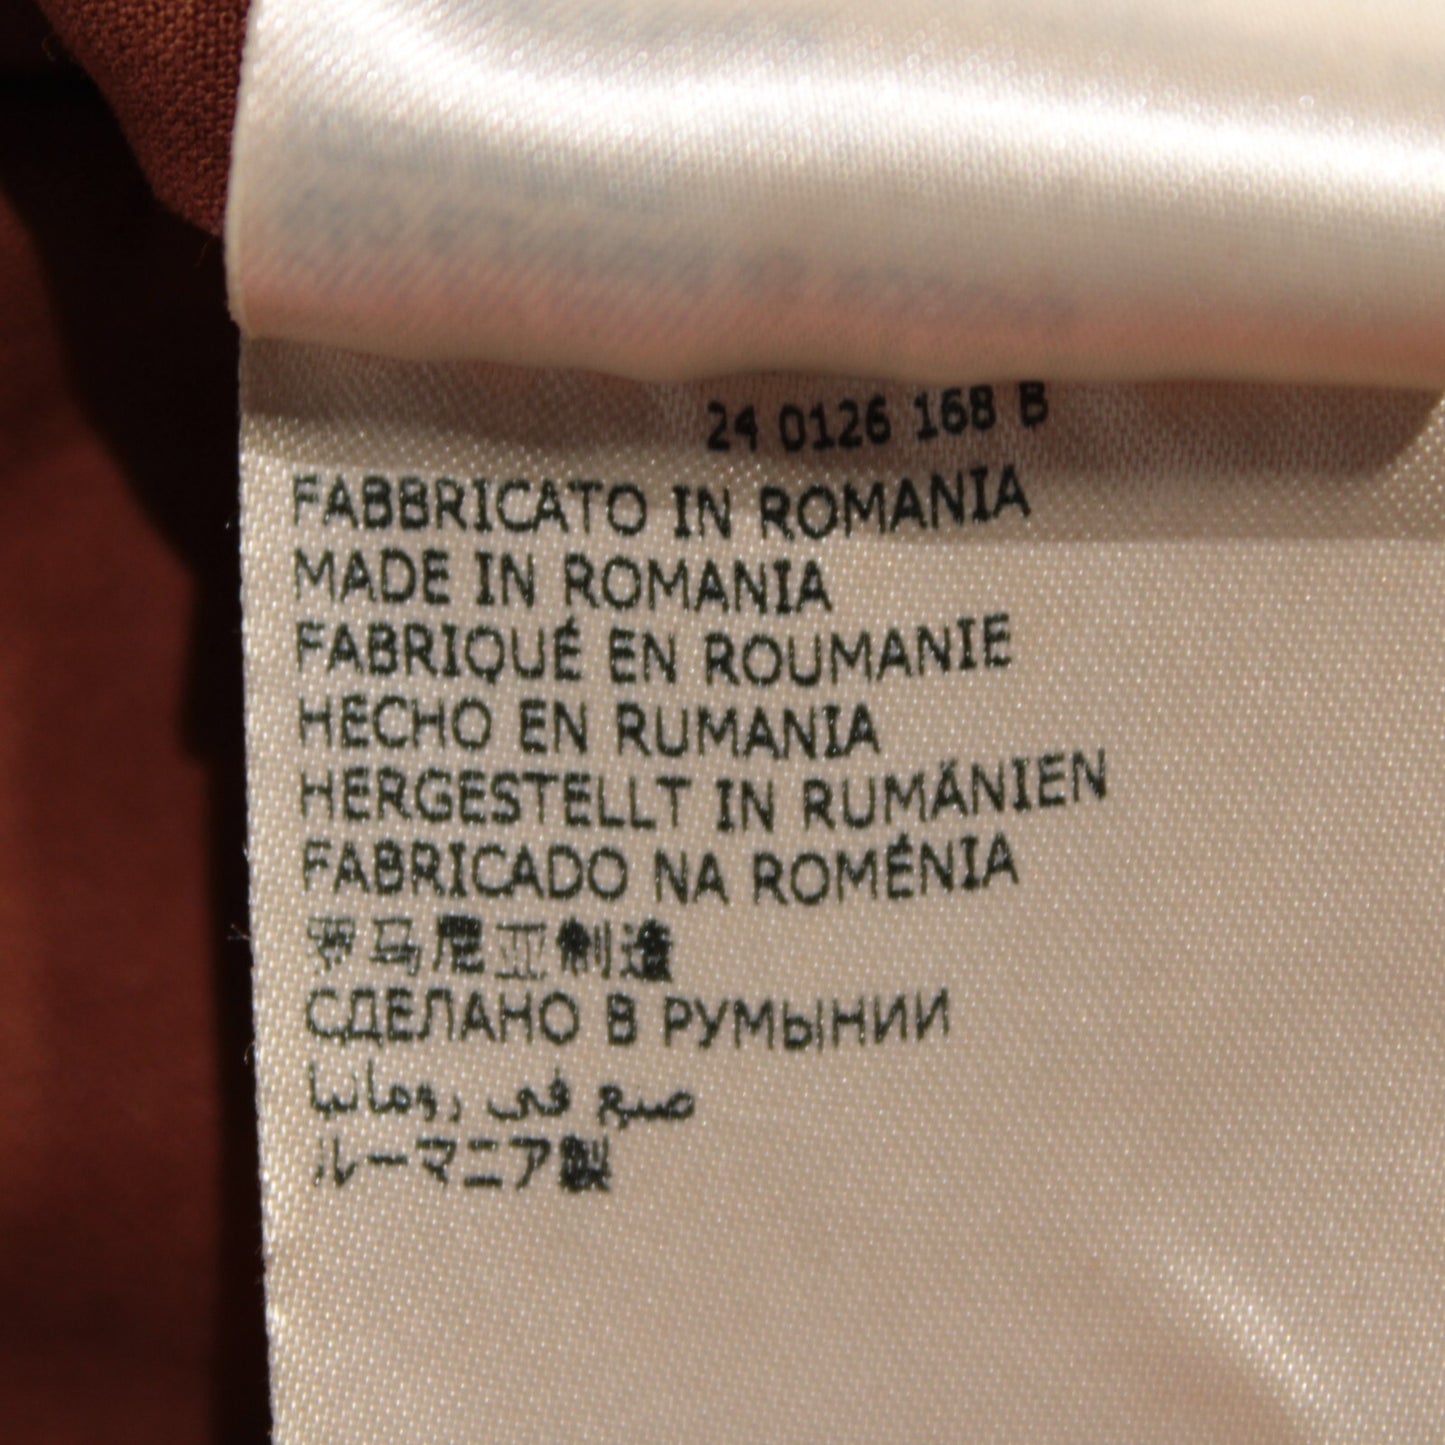 24 0126 168 B
FABBRICATO IN ROMANIA
MADE IN ROMANIA
FABRIQUÉ EN ROUMANIE
HECHO EN RUMANIA
HERGESTELLT IN RUMÄNIEN
FABRICADO NA ROMÉNIA
罗马尼亚制造
СДЕЛАНО В РУМЫНИИ
صنع في رومانيا
ルーマニア製